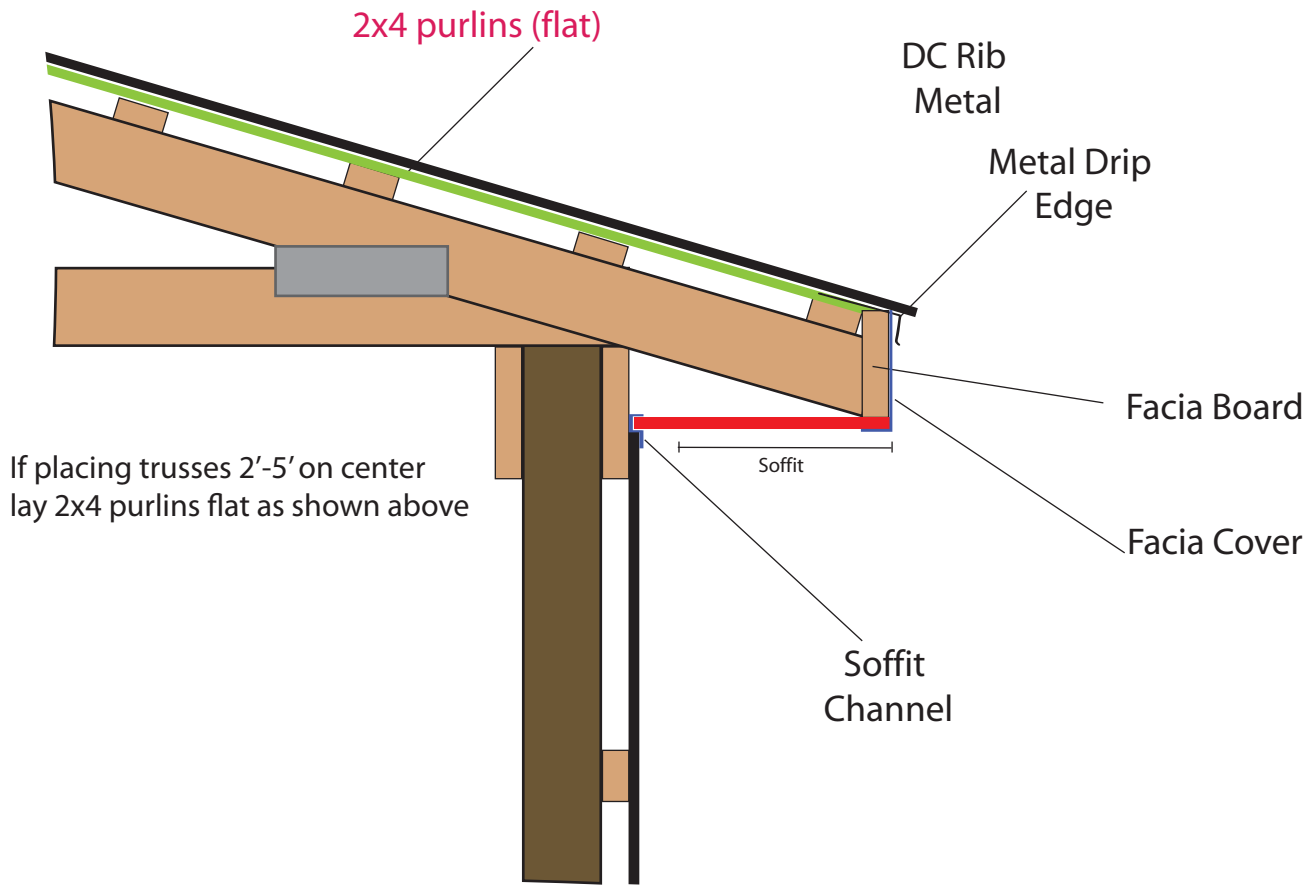 2x4 purlins (flat)
DC Rib
Metal
Metal Drip
Edge
Facia Board
If placing trusses 2’-5’ on center
lay 2x4 purlins flat as shown above
Soffit
Facia Cover
Soffit
Channel